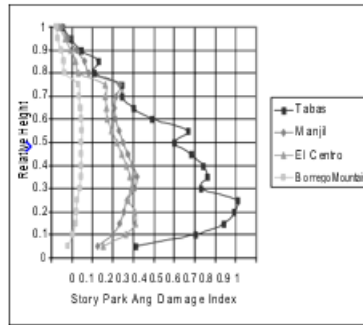 1
0.9
0.8
0.7
0.6
0.5
0.4
0.3
0.2
0.1
0
Relative Height
0 0.1 0.2 0.3 0.4 0.5 0.6 0.7 0.8 0.9 1
Story Park Ang Damage Index
Tabas
Manjil
El Centro
Borrego Mountai